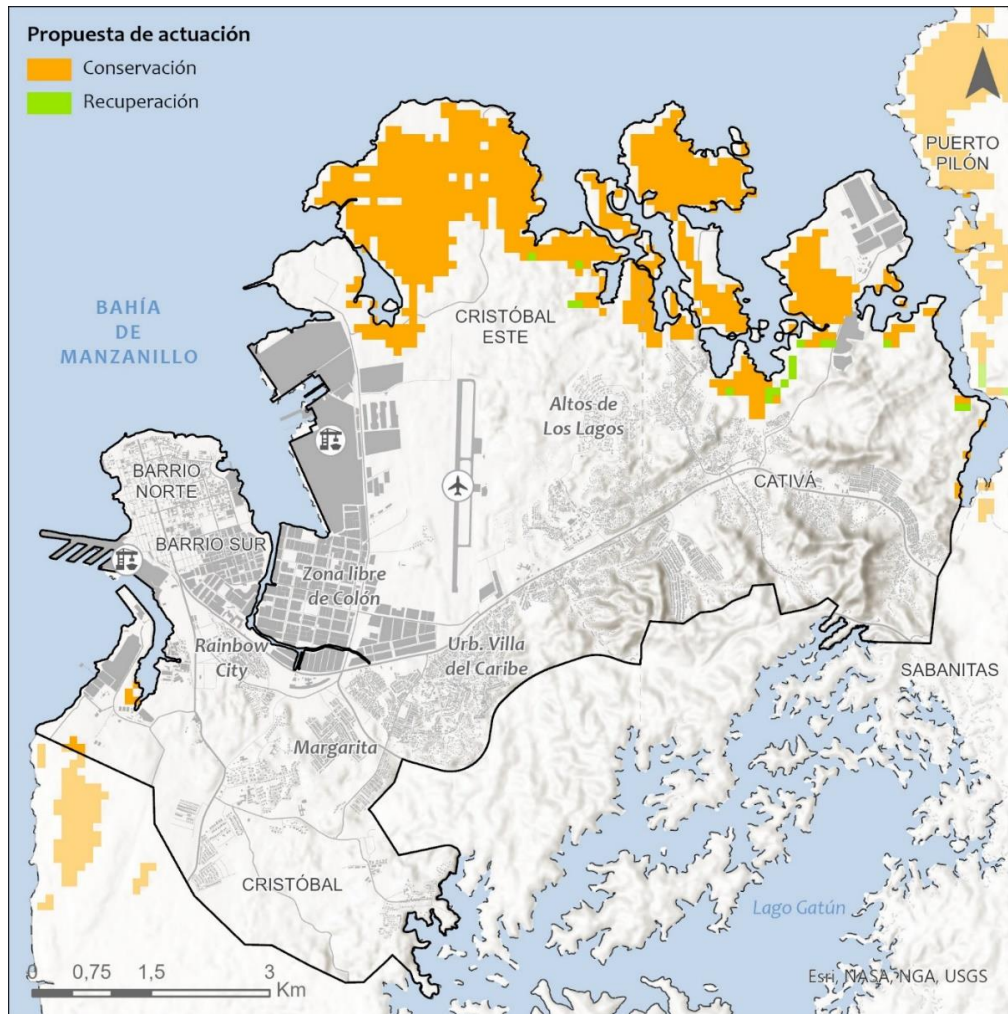 Propuesta de actuación
Conservación
Recuperación
N
PUERTO
PILÓN
BAHÍA
DE
MANZANILLO
CRISTÓBAL
ESTE
Altos de
Los Lagos
BARRIO
NORTE
CATIVÁ
BARRIO SUR
Zona libre
de Colón
Rainbow
City
Urb. Villa
del Caribe
SABANITAS
Margarita
CRISTÓBAL
Lago Gatún
0 0,75 1,5 3
Km
Esri, NASA, NGA, USGS